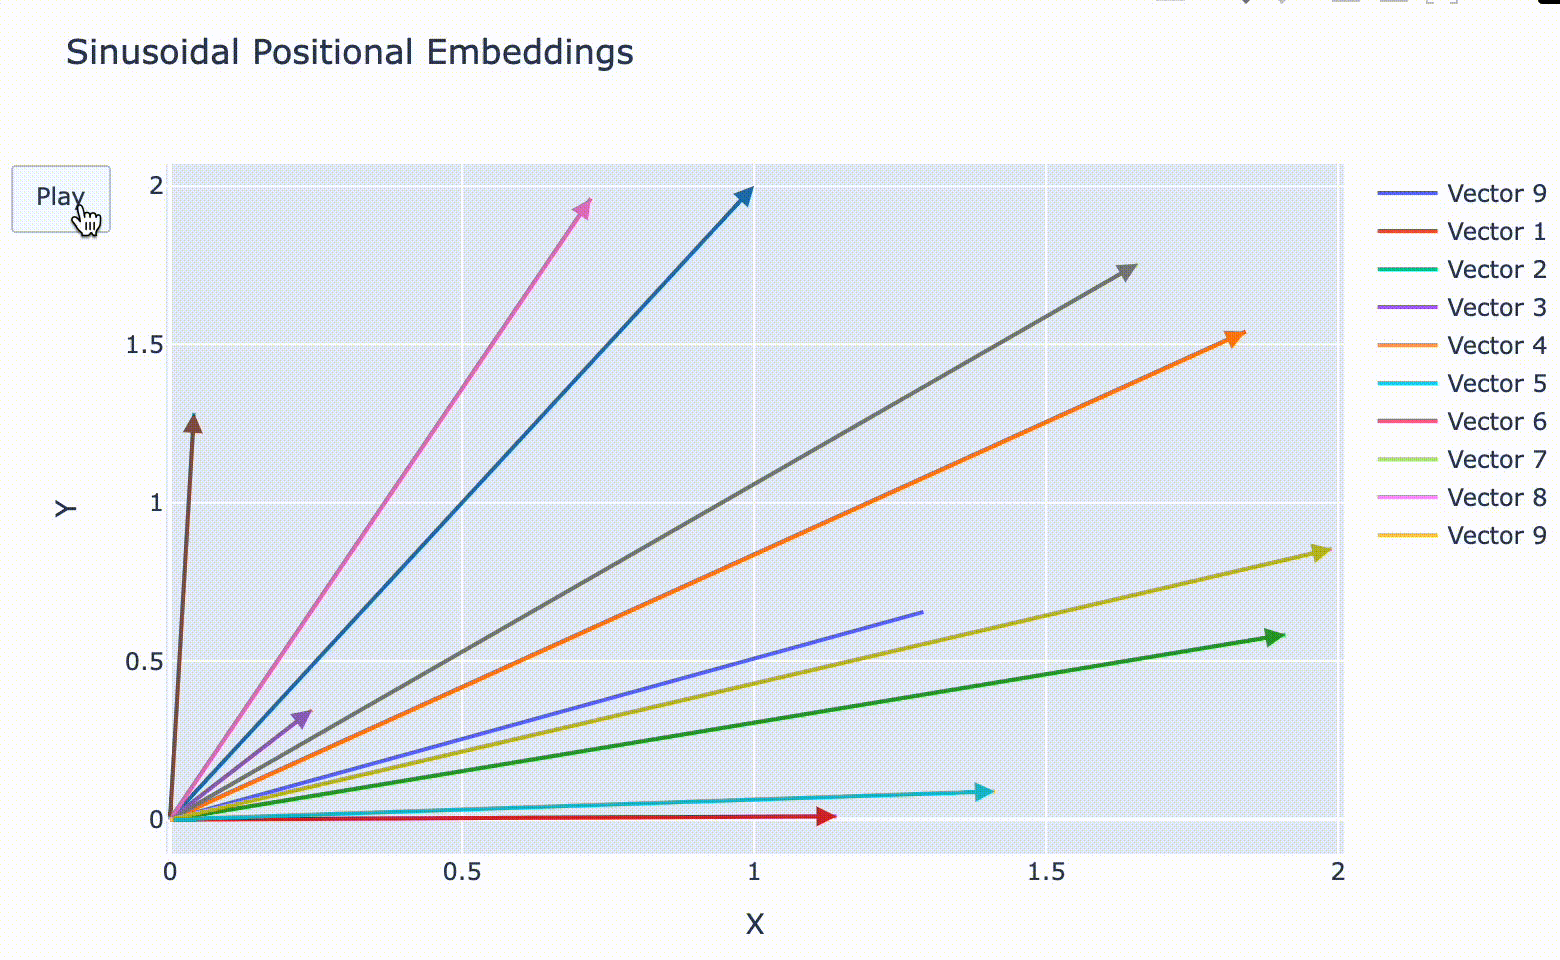 Sinusoidal Positional Embeddings
Play
2
1.5
1
0.5
0
Y
0
0.5
1
1.5
2
X
Vector 9
Vector 1
Vector 2
Vector 3
Vector 4
Vector 5
Vector 6
Vector 7
Vector 8
Vector 9